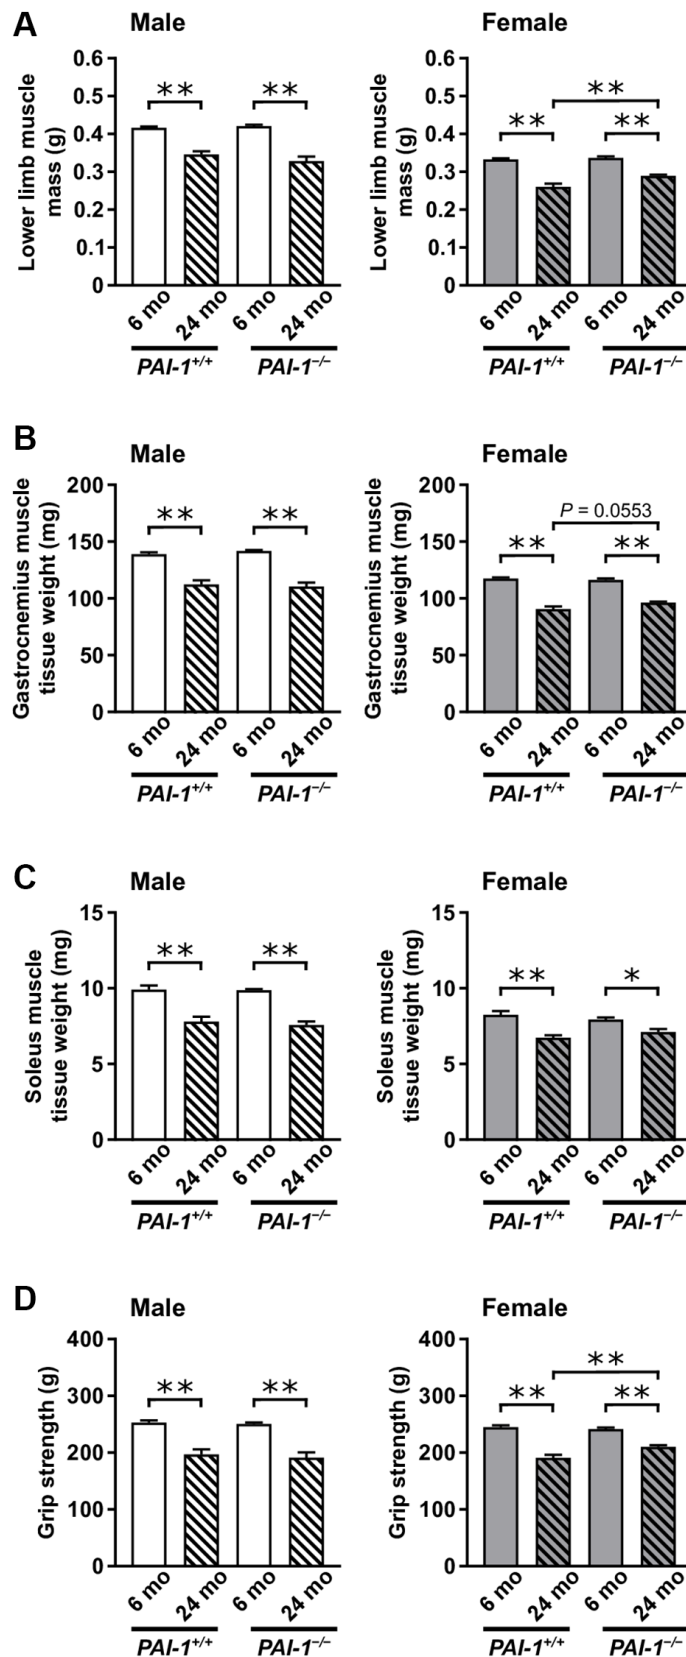 A
Male
Female
Lower limb muscle
mass (g)
0.6
0.5
0.4
0.3
0.2
0.1
0
**
**
6 mo
24 mo
6 mo
24 mo
PAI-1+/+
PAI-1−/−
Lower limb muscle
mass (g)
0.6
0.5
0.4
0.3
0.2
0.1
0
**
**
**
6 mo
24 mo
6 mo
24 mo
PAI-1+/+
PAI-1−/−
B
Male
Female
Gastrocnemius muscle
tissue weight (mg)
200
150
100
50
0
**
**
6 mo
24 mo
6 mo
24 mo
PAI-1+/+
PAI-1−/−
Gastrocnemius muscle
tissue weight (mg)
200
150
100
50
0
P = 0.0553
**
**
6 mo
24 mo
6 mo
24 mo
PAI-1+/+
PAI-1−/−
C
Male
Female
Soleus muscle
tissue weight (mg)
15
10
5
0
**
**
6 mo
24 mo
6 mo
24 mo
PAI-1+/+
PAI-1−/−
Soleus muscle
tissue weight (mg)
15
10
5
0
**
*
6 mo
24 mo
6 mo
24 mo
PAI-1+/+
PAI-1−/−
D
Male
Female
Grip strength (g)
400
300
200
100
0
**
**
6 mo
24 mo
6 mo
24 mo
PAI-1+/+
PAI-1−/−
Grip strength (g)
400
300
200
100
0
**
**
**
6 mo
24 mo
6 mo
24 mo
PAI-1+/+
PAI-1−/−